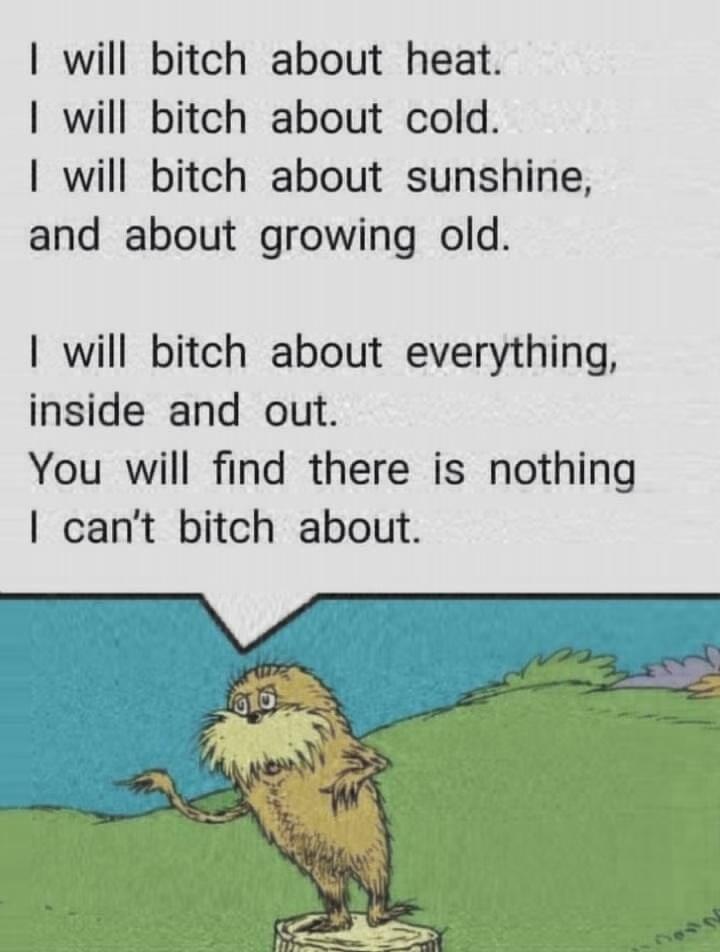 I will bitch about heat.
I will bitch about cold.
I will bitch about sunshine,
and about growing old.
I will bitch about everything,
inside and out.
You will find there is nothing
I can't bitch about.